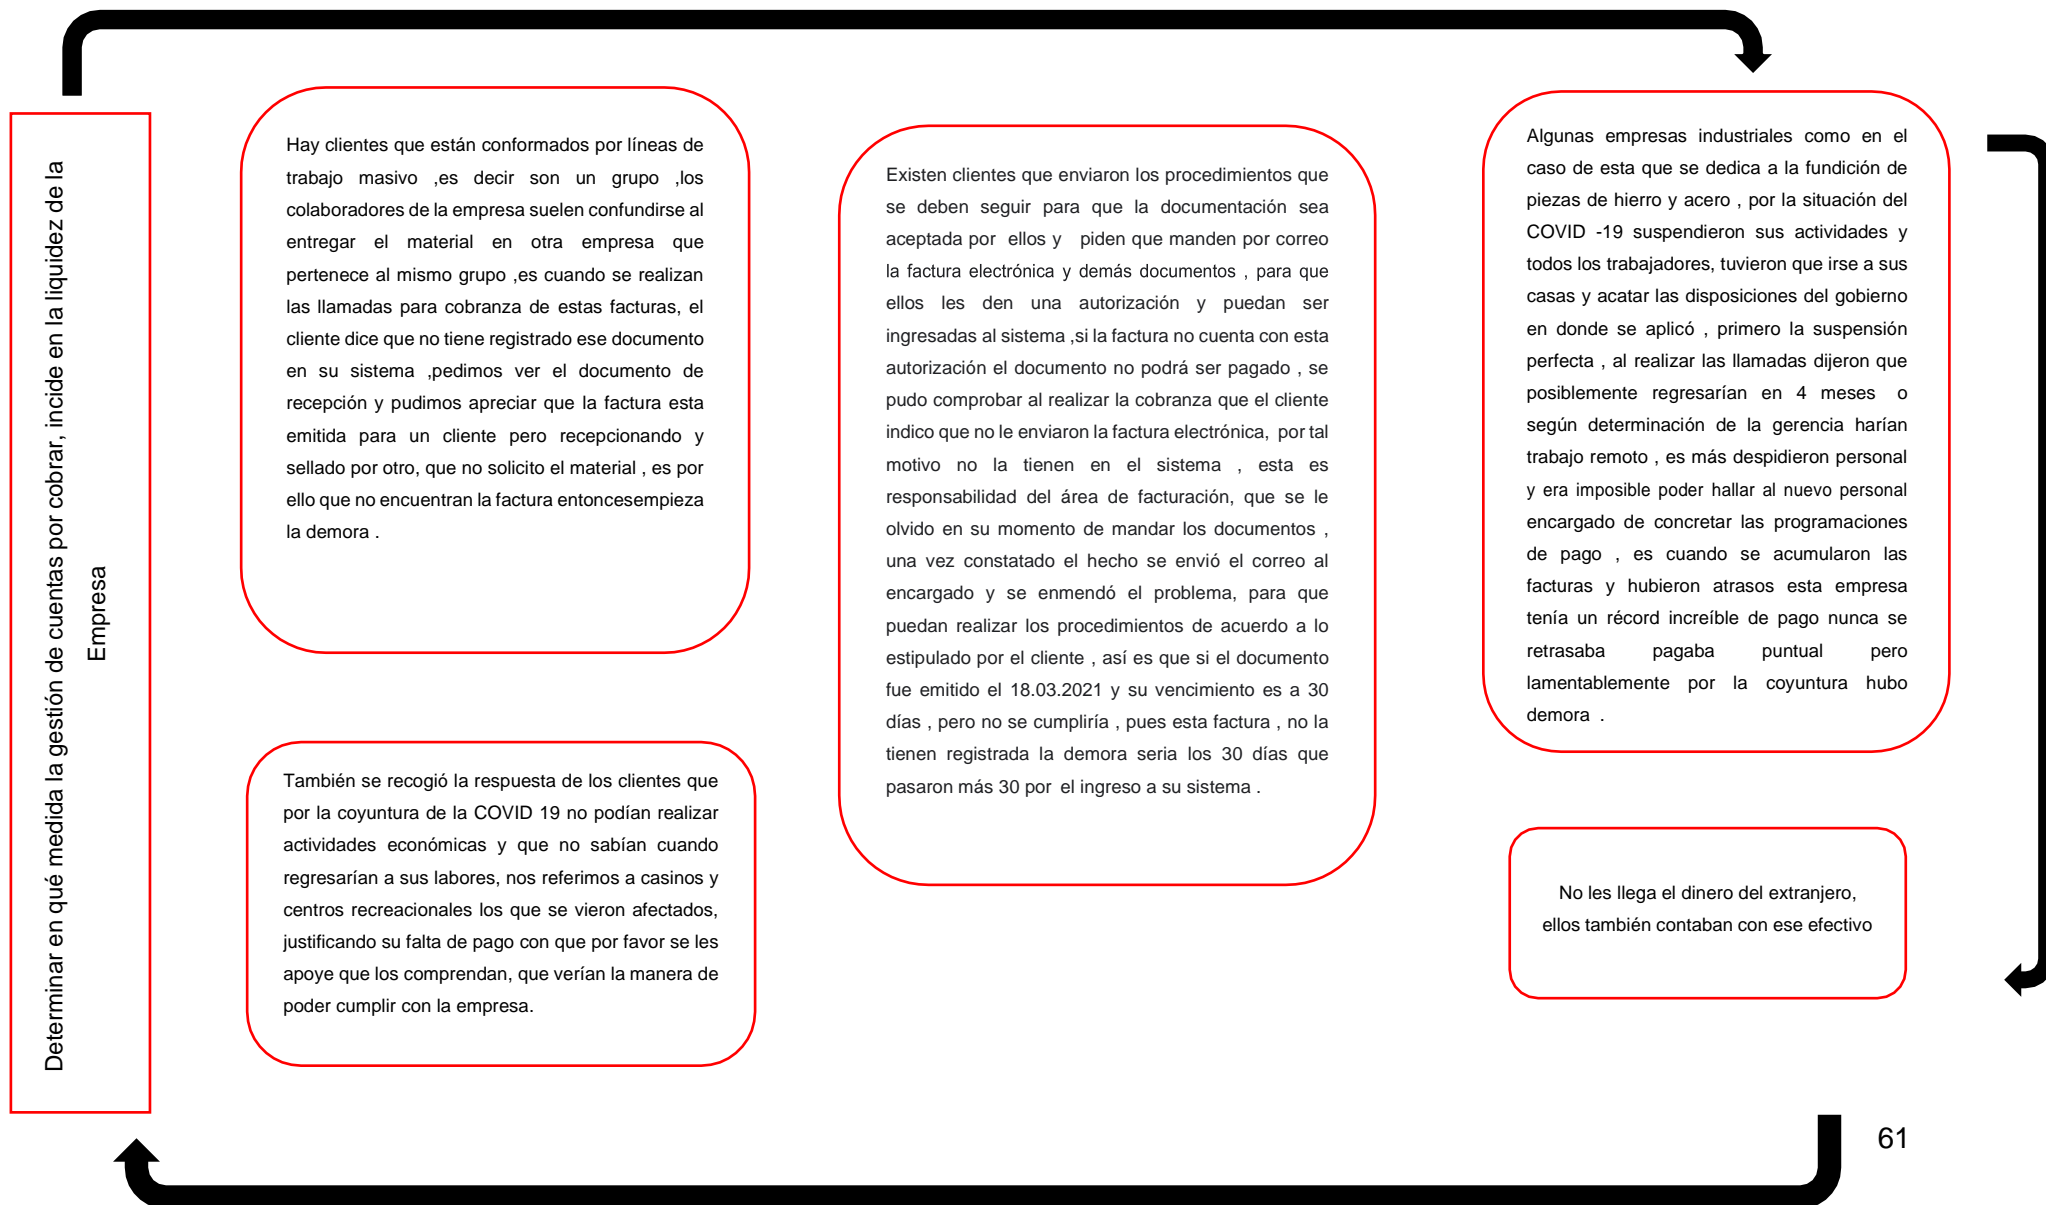 Determinar en qué medida la gestión de cuentas por cobrar, incide en la liquidez de la
Empresa
Hay clientes que están conformados por líneas de
trabajo masivo ,es decir son un grupo ,los
colaboradores de la empresa suelen confundirse al
entregar el material en otra empresa que
pertenece al mismo grupo ,es cuando se realizan
las llamadas para cobranza de estas facturas, el
cliente dice que no tiene registrado ese documento
en su sistema ,pedimos ver el documento de
recepción y pudimos apreciar que la factura esta
emitida para un cliente pero recepcionando y
sellado por otro, que no solicito el material , es por
ello que no encuentran la factura entoncesempieza
la demora .
También se recogió la respuesta de los clientes que
por la coyuntura de la COVID 19 no podían realizar
actividades económicas y que no sabían cuando
regresarían a sus labores, nos referimos a casinos y
centros recreacionales los que se vieron afectados,
justificando su falta de pago con que por favor se les
apoye que los comprendan, que verían la manera de
poder cumplir con la empresa.
Existen clientes que enviaron los procedimientos que
se deben seguir para que la documentación sea
aceptada por ellos y piden que manden por correo
la factura electrónica y demás documentos , para que
ellos les den una autorización y puedan ser
ingresadas al sistema ,si la factura no cuenta con esta
autorización el documento no podrá ser pagado , se
pudo comprobar al realizar la cobranza que el cliente
indico que no le enviaron la factura electrónica, por tal
motivo no la tienen en el sistema , esta es
responsabilidad del área de facturación, que se le
olvido en su momento de mandar los documentos ,
una vez constatado el hecho se envió el correo al
encargado y se enmendó el problema, para que
puedan realizar los procedimientos de acuerdo a lo
estipulado por el cliente , así es que si el documento
fue emitido el 18.03.2021 y su vencimiento es a 30
días , pero no se cumpliría , pues esta factura , no la
tienen registrada la demora seria los 30 días que
pasaron más 30 por el ingreso a su sistema .
Algunas empresas industriales como en el
caso de esta que se dedica a la fundición de
piezas de hierro y acero , por la situación del
COVID -19 suspendieron sus actividades y
todos los trabajadores, tuvieron que irse a sus
casas y acatar las disposiciones del gobierno
en donde se aplicó , primero la suspensión
perfecta , al realizar las llamadas dijeron que
posiblemente regresarían en 4 meses o
según determinación de la gerencia harían
trabajo remoto , es más despidieron personal
y era imposible poder hallar al nuevo personal
encargado de concretar las programaciones
de pago , es cuando se acumularon las
facturas y hubieron atrasos esta empresa
tenía un récord increíble de pago nunca se
retrasaba pagaba puntual pero
lamentablemente por la coyuntura hubo
demora .
No les llega el dinero del extranjero,
ellos también contaban con ese efectivo
61